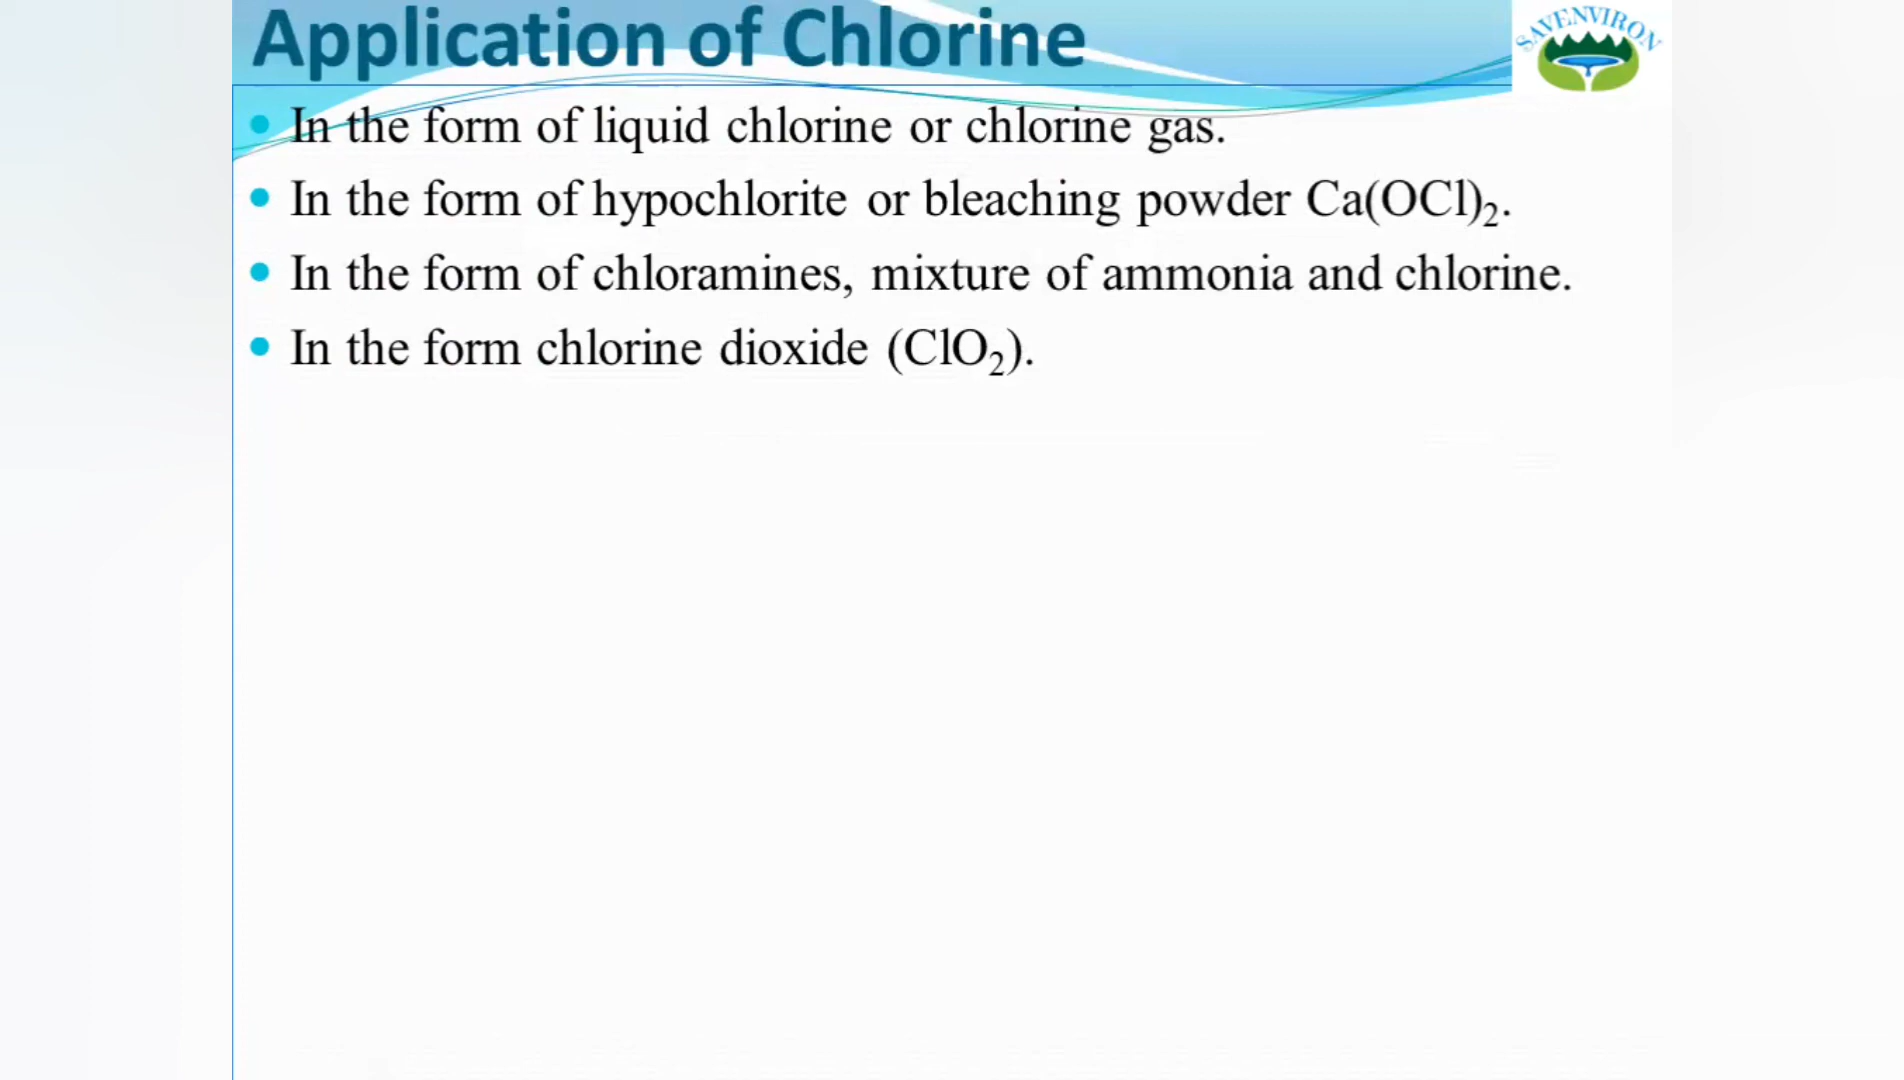 Application of Chlorine
SAVENVIRON
In the form of liquid chlorine or chlorine gas.
In the form of hypochlorite or bleaching powder Ca(OCl)₂.
In the form of chloramines, mixture of ammonia and chlorine.
In the form chlorine dioxide (ClO₂).